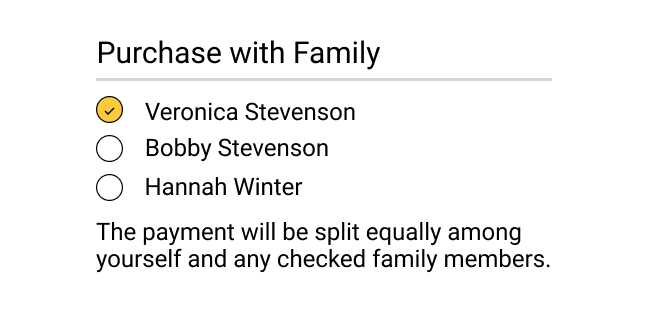 Purchase with Family
Veronica Stevenson
Bobby Stevenson
Hannah Winter
The payment will be split equally among
yourself and any checked family members.